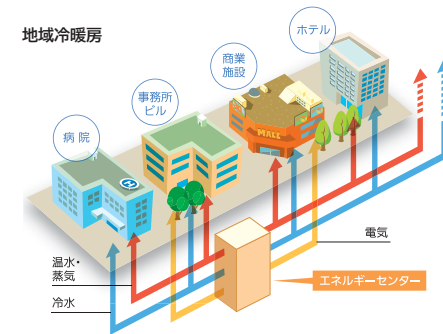 地域冷暖房
ホテル
商業
施設
事務所
ビル
病院
MALL
H
電気
温水・
蒸気
エネルギーセンター
冷水